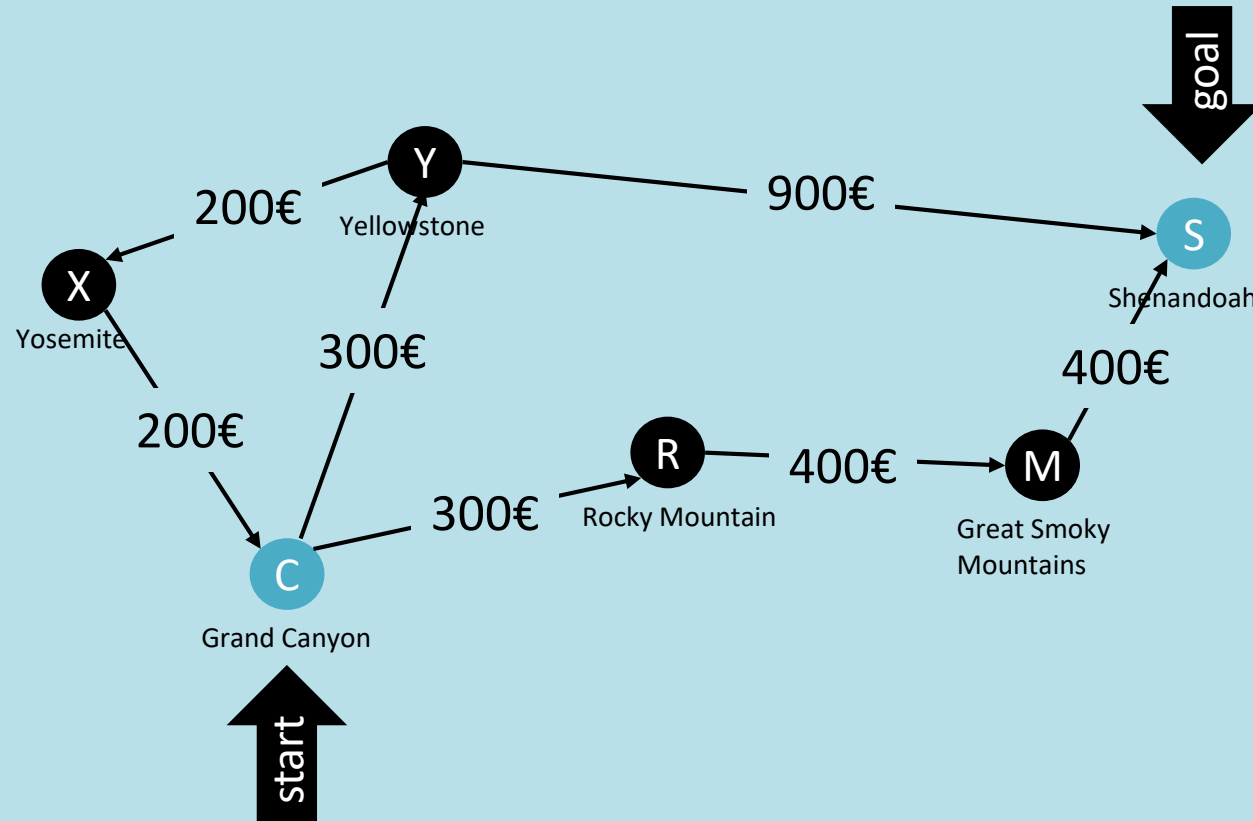 goal
Y
Yellowstone
200€
900€
S
Shenandoah
X
Yosemite
300€
400€
200€
R
Rocky Mountain
400€
M
Great Smoky
Mountains
300€
C
Grand Canyon
start